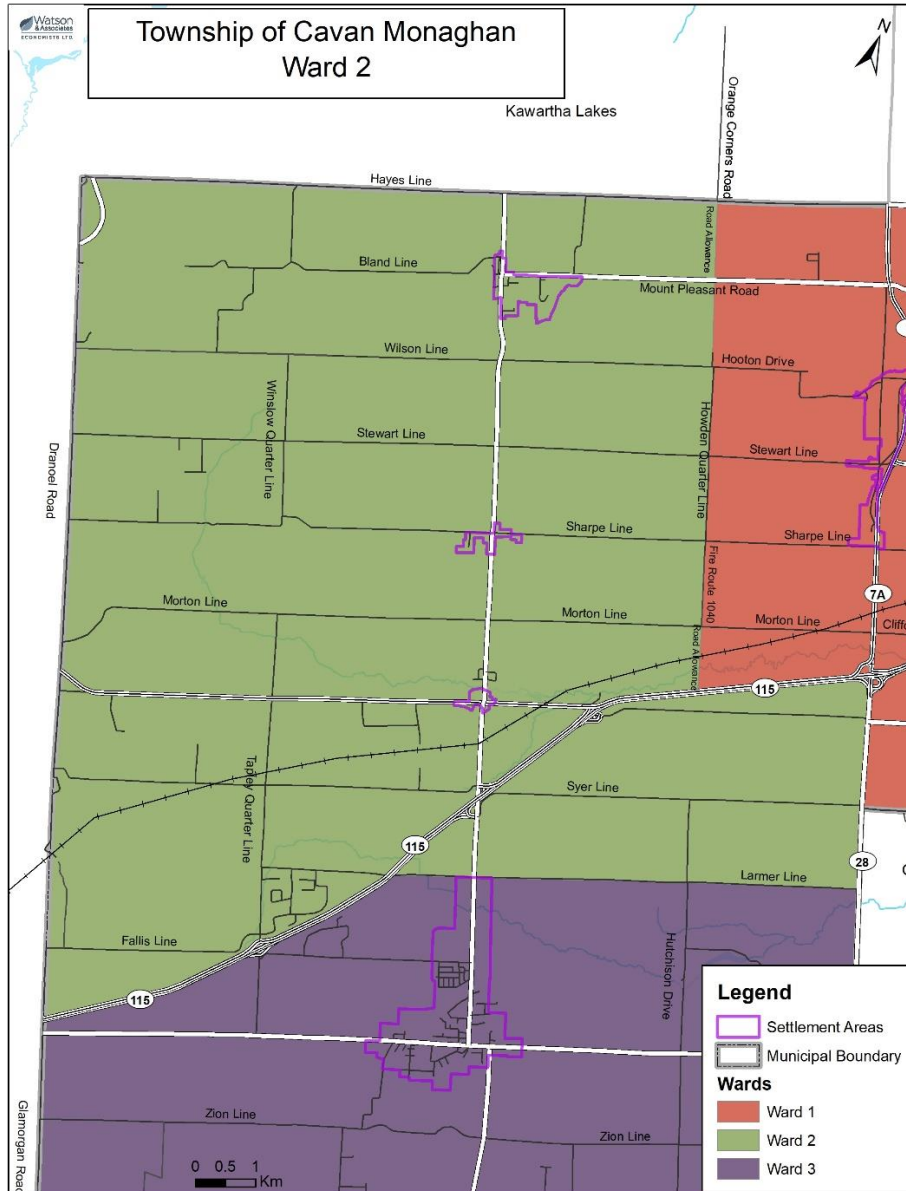 Watson
& Associates
ECONOMISTS LTD.
Township of Cavan Monaghan
Ward 2
N
Kawartha Lakes
Orange Corners Road
Hayes Line
Road Allowance
Bland Line
Mount Pleasant Road
Wilson Line
Hooton Drive
Winslow Quarter Line
Howden Quarter Line
Stewart Line
Stewart Line
Dranoel Road
Sharpe Line
Sharpe Line
Fire Route 1040
7A
Morton Line
Morton Line
Morton Line
Cliffo
Road Allowance
115
Tapley Quarter Line
Syer Line
115
28
Larmer Line
Fallis Line
Hutchison Drive
115
Legend
Settlement Areas
Municipal Boundary
Wards
Ward 1
Ward 2
Ward 3
Glamorgan Road
Zion Line
Zion Line
0 0.5 1
Km